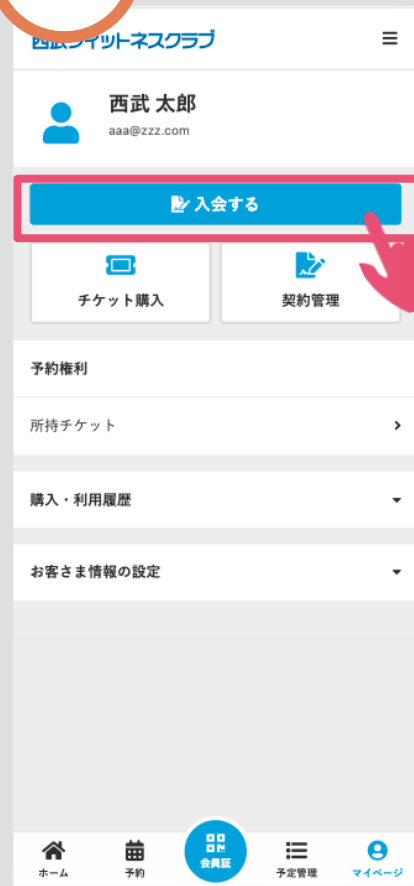 西武フィットネスクラブ
西武 太郎
aaa@zzz.com
入会する
チケット購入
契約管理
予約権利
所持チケット
購入・利用履歴
お客さま情報の設定
ホーム
予約
会員証
予定管理
マイページ